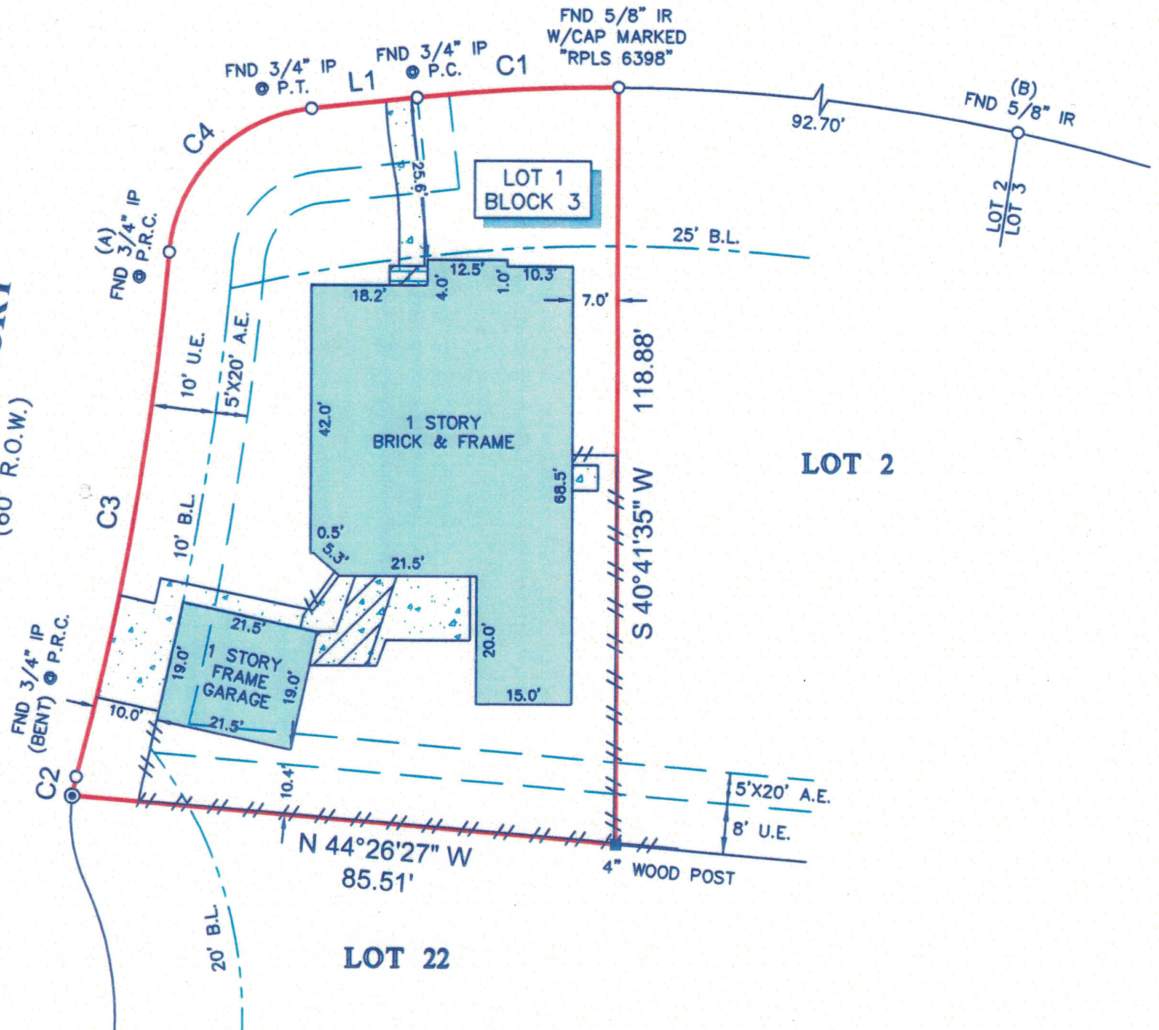 FND 5/8" IR
W/CAP MARKED
"RPLS 6398"
FND 3/4" IP
@ P.C.
C1
FND 3/4" IP
@ P.T.
L1
C4
(B)
FND 5/8" IR
92.70'
LOT 2
LOT 3
(A)
FND 3/4" IP
@ P.R.C.
25.6'
LOT 1
BLOCK 3
25' B.L.
12.5'
10.3'
1.0'
4.0'
18.2'
7.0'
118.88'
S 40°41'35" W
10' U.E.
5'X20' A.E.
(60' R.O.W.)
42.0'
1 STORY
BRICK & FRAME
68.5'
LOT 2
C3
10' B.L.
0.5'
5.3'
21.5'
21.5'
19.0'
1 STORY
FRAME
GARAGE
19.0'
21.5'
20.0'
15.0'
FND 3/4" IP
(BENT) @ P.R.C.
10.0'
C2
10.4'
5'X20' A.E.
8' U.E.
N 44°26'27" W
85.51'
4" WOOD POST
20' B.L.
LOT 22